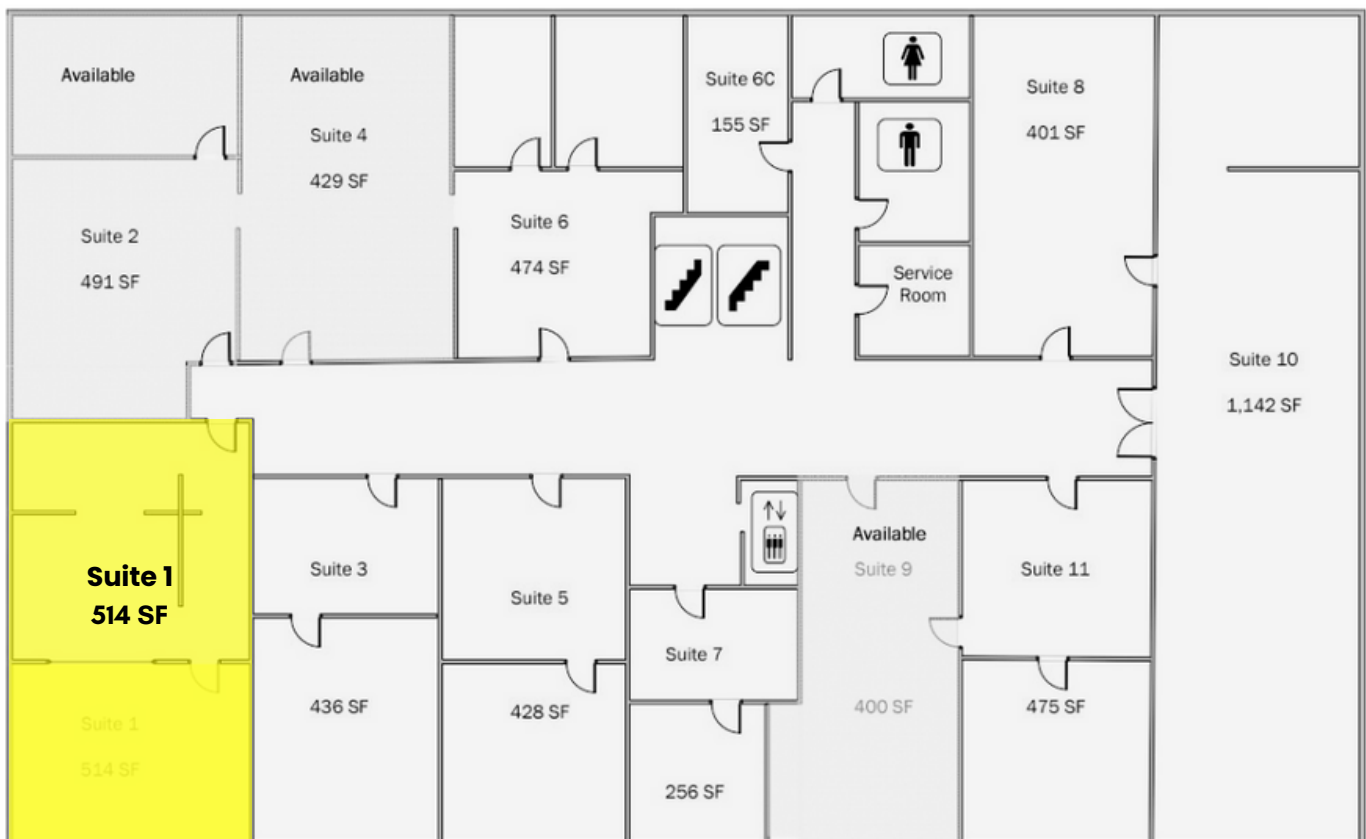 Available
Available
Suite 4
429 SF
Suite 2
491 SF
Suite 6
474 SF
Suite 6C
155 SF
Suite 8
401 SF
Service
Room
Suite 10
1,142 SF
Suite 1
514 SF
Suite 1
514 SF
Suite 3
436 SF
Suite 5
428 SF
Suite 7
256 SF
Available
Suite 9
400 SF
Suite 11
475 SF